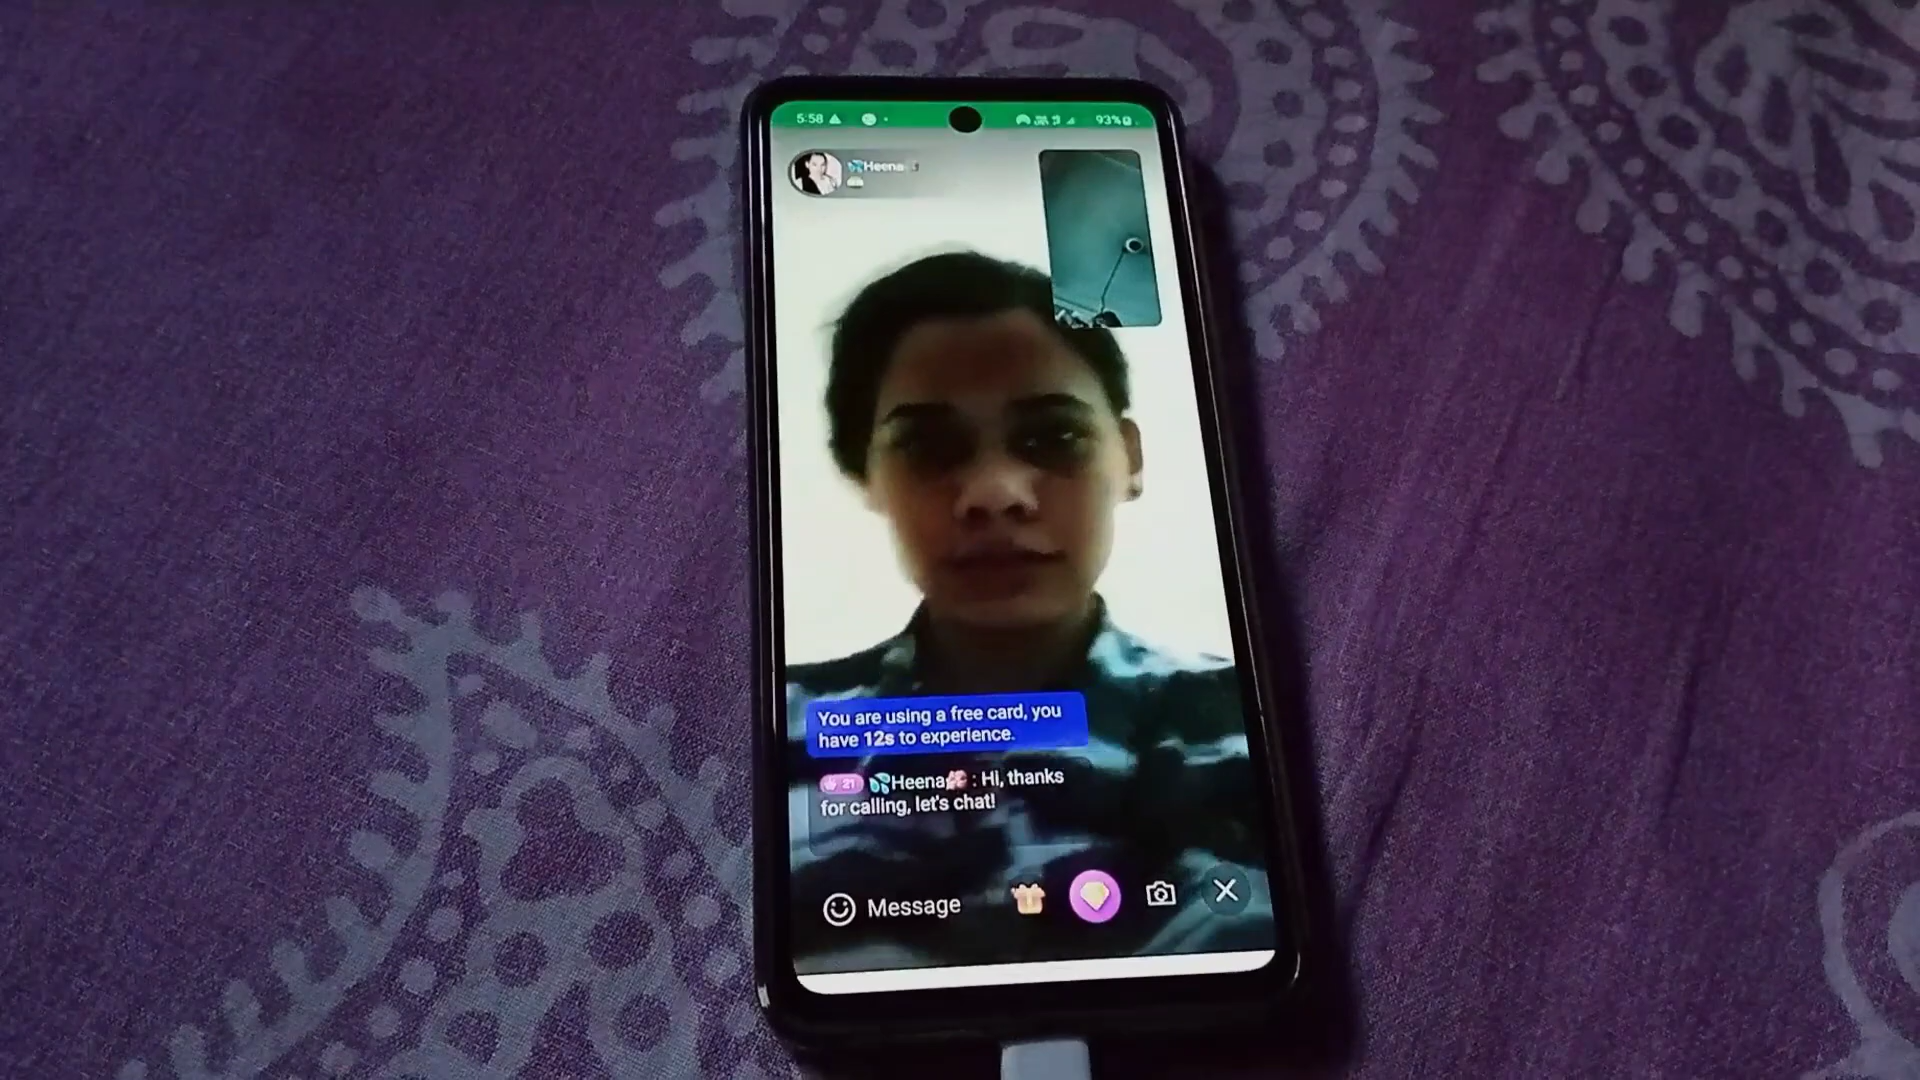 5:58
93%
💦Heena
You are using a free card, you
have 12s to experience.
21 💦Heena : Hi, thanks
for calling, let's chat!
Message